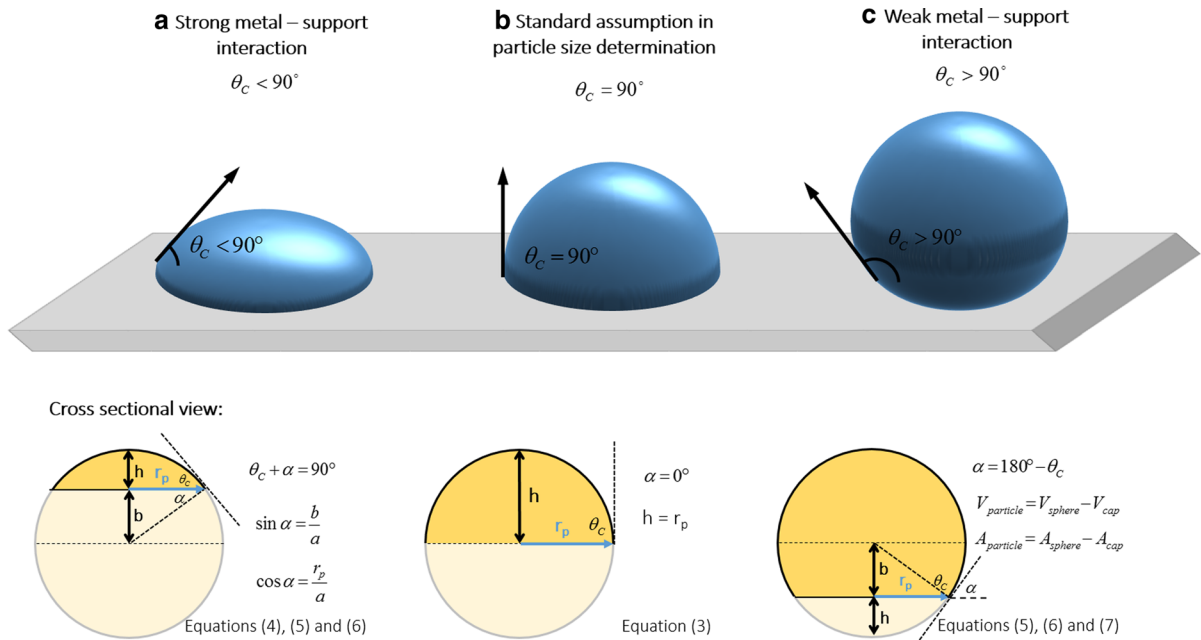 a Strong metal – support
interaction
θC < 90°
b Standard assumption in
particle size determination
θC = 90°
c Weak metal – support
interaction
θC > 90°
θC < 90°
θC = 90°
θC > 90°
Cross sectional view:
h
rp
θC
α
b
θC + α = 90°
sin α = b/a
cos α = rp/a
Equations (4), (5) and (6)
h
rp
θC
α = 0°
h = rp
Equation (3)
b
rp
θC
α
h
α = 180° – θC
Vparticle = Vsphere – Vcap
Aparticle = Asphere – Acap
Equations (5), (6) and (7)